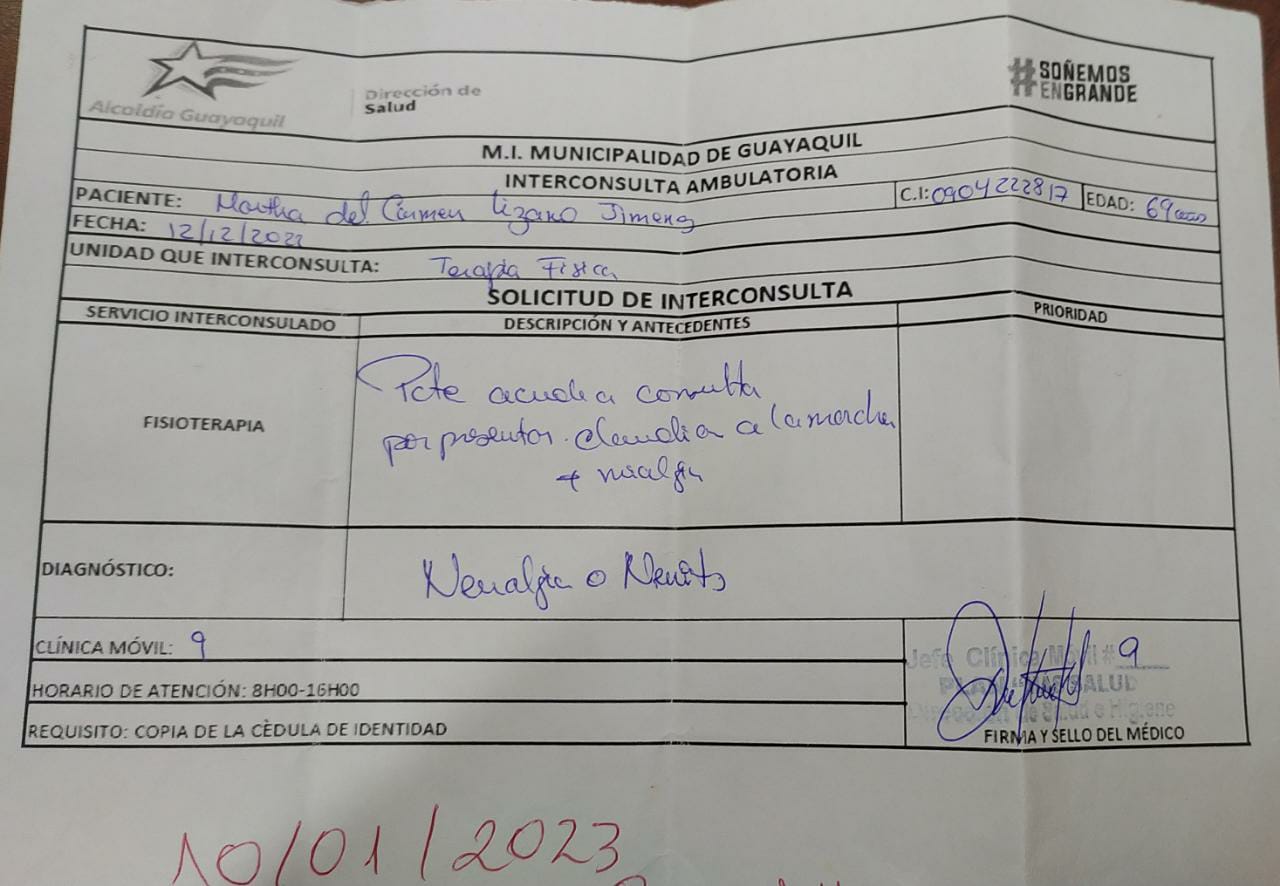 Alcaldía Guayaquil
Dirección de
Salud
#SOÑEMOS
ENGRANDE
M.I. MUNICIPALIDAD DE GUAYAQUIL
INTERCONSULTA AMBULATORIA
PACIENTE: Martha del Carmen Lizano Jimenez C.I: 0904222817 EDAD: 69 años
FECHA: 12/12/2022
UNIDAD QUE INTERCONSULTA: Terapia Fisica
SOLICITUD DE INTERCONSULTA
SERVICIO INTERCONSULADO DESCRIPCIÓN Y ANTECEDENTES PRIORIDAD
FISIOTERAPIA
Pcte acude a consulta
por presentar claudica a la marcha
+ mialgia
DIAGNÓSTICO: Neuralgia o Neuritis
CLÍNICA MÓVIL: 9
HORARIO DE ATENCIÓN: 8H00-16H00
REQUISITO: COPIA DE LA CÈDULA DE IDENTIDAD
Jefe Clínica Móvil # 9
SALUD
Dirección de Salud e Higiene
FIRMA Y SELLO DEL MÉDICO
10/01/2023